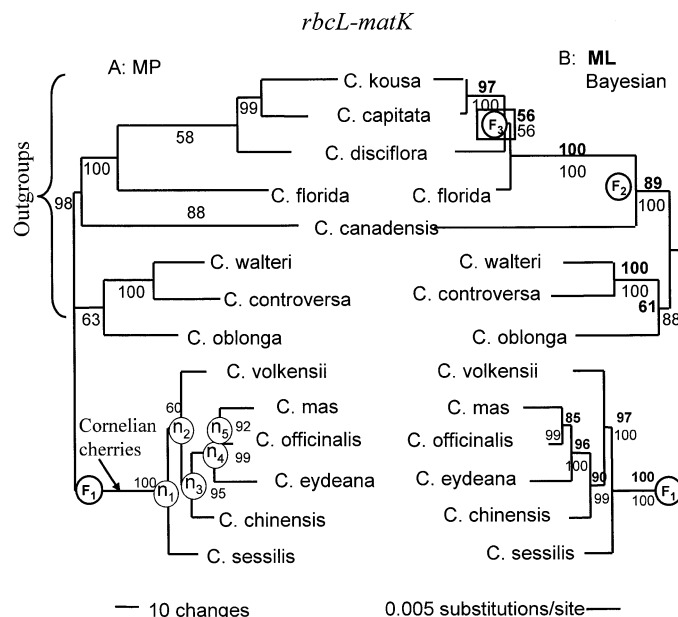 rbcL-matK
A: MP
B: ML
Bayesian
Outgroups
C. kousa
97
99
100
C. capitata
F3
56
56
58
C. disciflora
100
100
100
C. florida
C. florida
F2
89
98
88
100
C. canadensis
C. walteri
C. walteri
100
100
100
C. controversa
C. controversa
61
63
88
C. oblonga
C. oblonga
C. volkensii
C. volkensii
60
C. mas
C. mas
85
97
Cornelian
cherries
n2
n5
92
C. officinalis
C. officinalis
99
100
n4
99
96
100
C. eydeana
C. eydeana
90
100
F1
100
n1
n3
95
99
100
F1
C. chinensis
C. chinensis
C. sessilis
C. sessilis
10 changes
0.005 substitutions/site